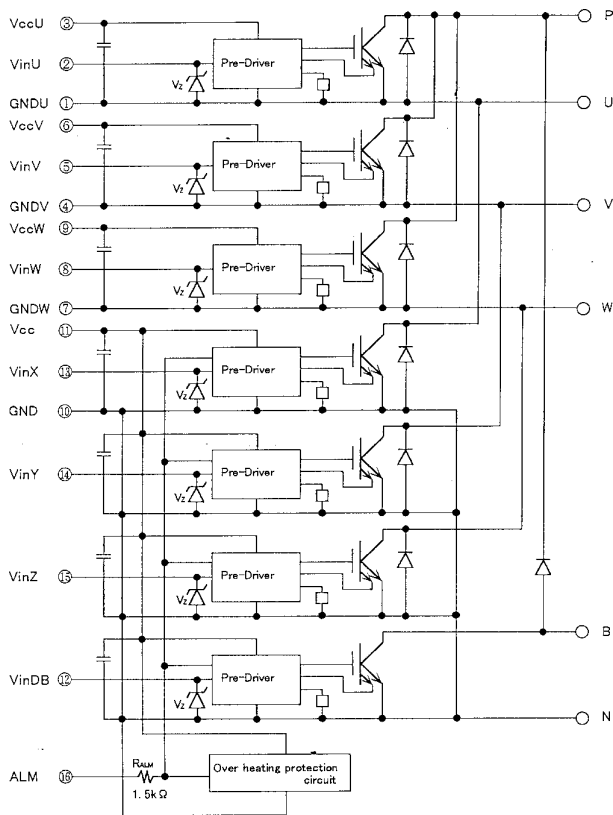 VccU ③ P
VinU ② Vz Pre-Driver
GNDU ① U
VccV ⑥
VinV ⑤ Vz Pre-Driver
GNDV ④ V
VccW ⑨
VinW ⑧ Vz Pre-Driver
GNDW ⑦ W
Vcc ⑪
VinX ⑬ Vz Pre-Driver
GND ⑩
VinY ⑭ Vz Pre-Driver
VinZ ⑮ Vz Pre-Driver
B
VinDB ⑫ Vz Pre-Driver
N
ALM ⑯ RALM Over heating protection
1.5kΩ circuit